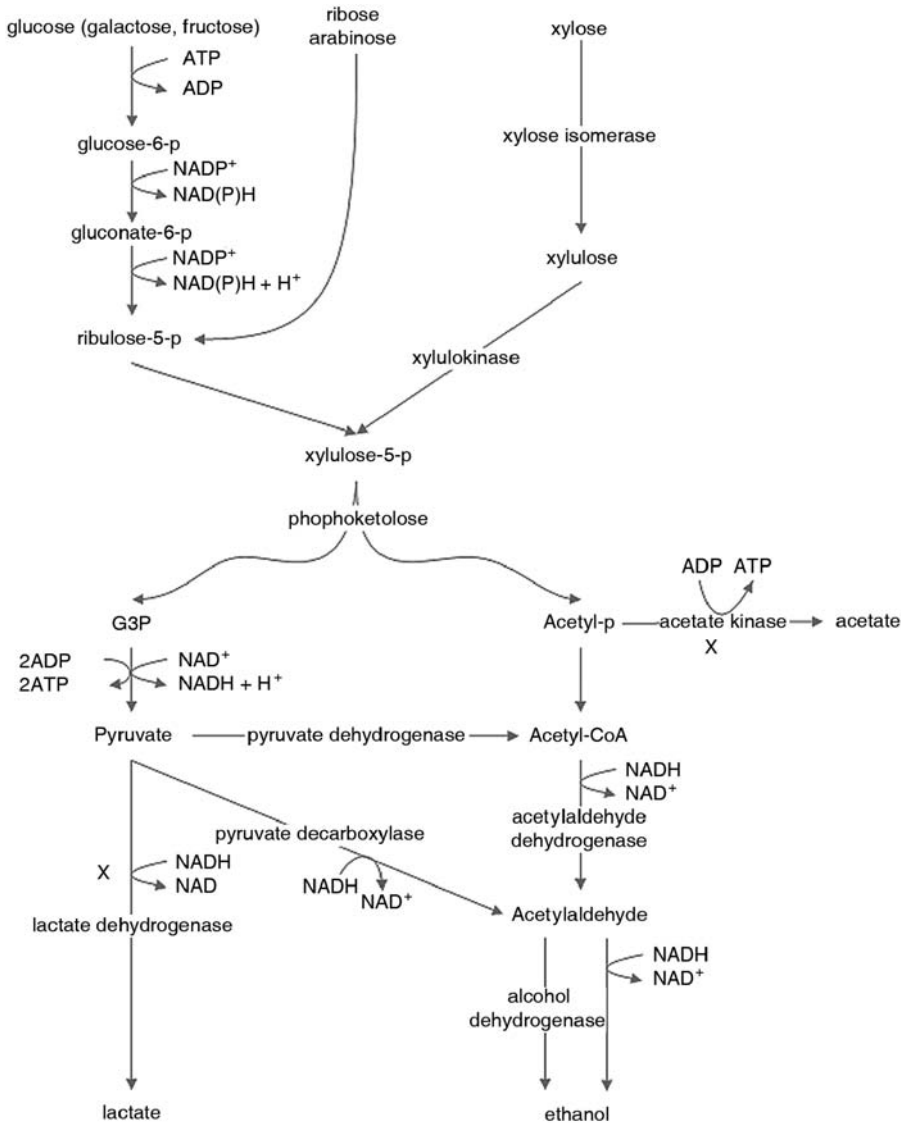 glucose (galactose, fructose)
ATP
ADP
glucose-6-p
NADP⁺
NAD(P)H
gluconate-6-p
NADP⁺
NAD(P)H + H⁺
ribulose-5-p
ribose
arabinose
xylose
xylose isomerase
xylulose
xylulokinase
xylulose-5-p
phophoketolose
G3P
2ADP
2ATP
NAD⁺
NADH + H⁺
Acetyl-p
ADP ATP
acetate kinase
X
acetate
Pyruvate
pyruvate dehydrogenase
Acetyl-CoA
NADH
NAD⁺
acetylaldehyde
dehydrogenase
pyruvate decarboxylase
NADH
NAD⁺
X
NADH
NAD
lactate dehydrogenase
Acetylaldehyde
NADH
NAD⁺
alcohol
dehydrogenase
lactate
ethanol